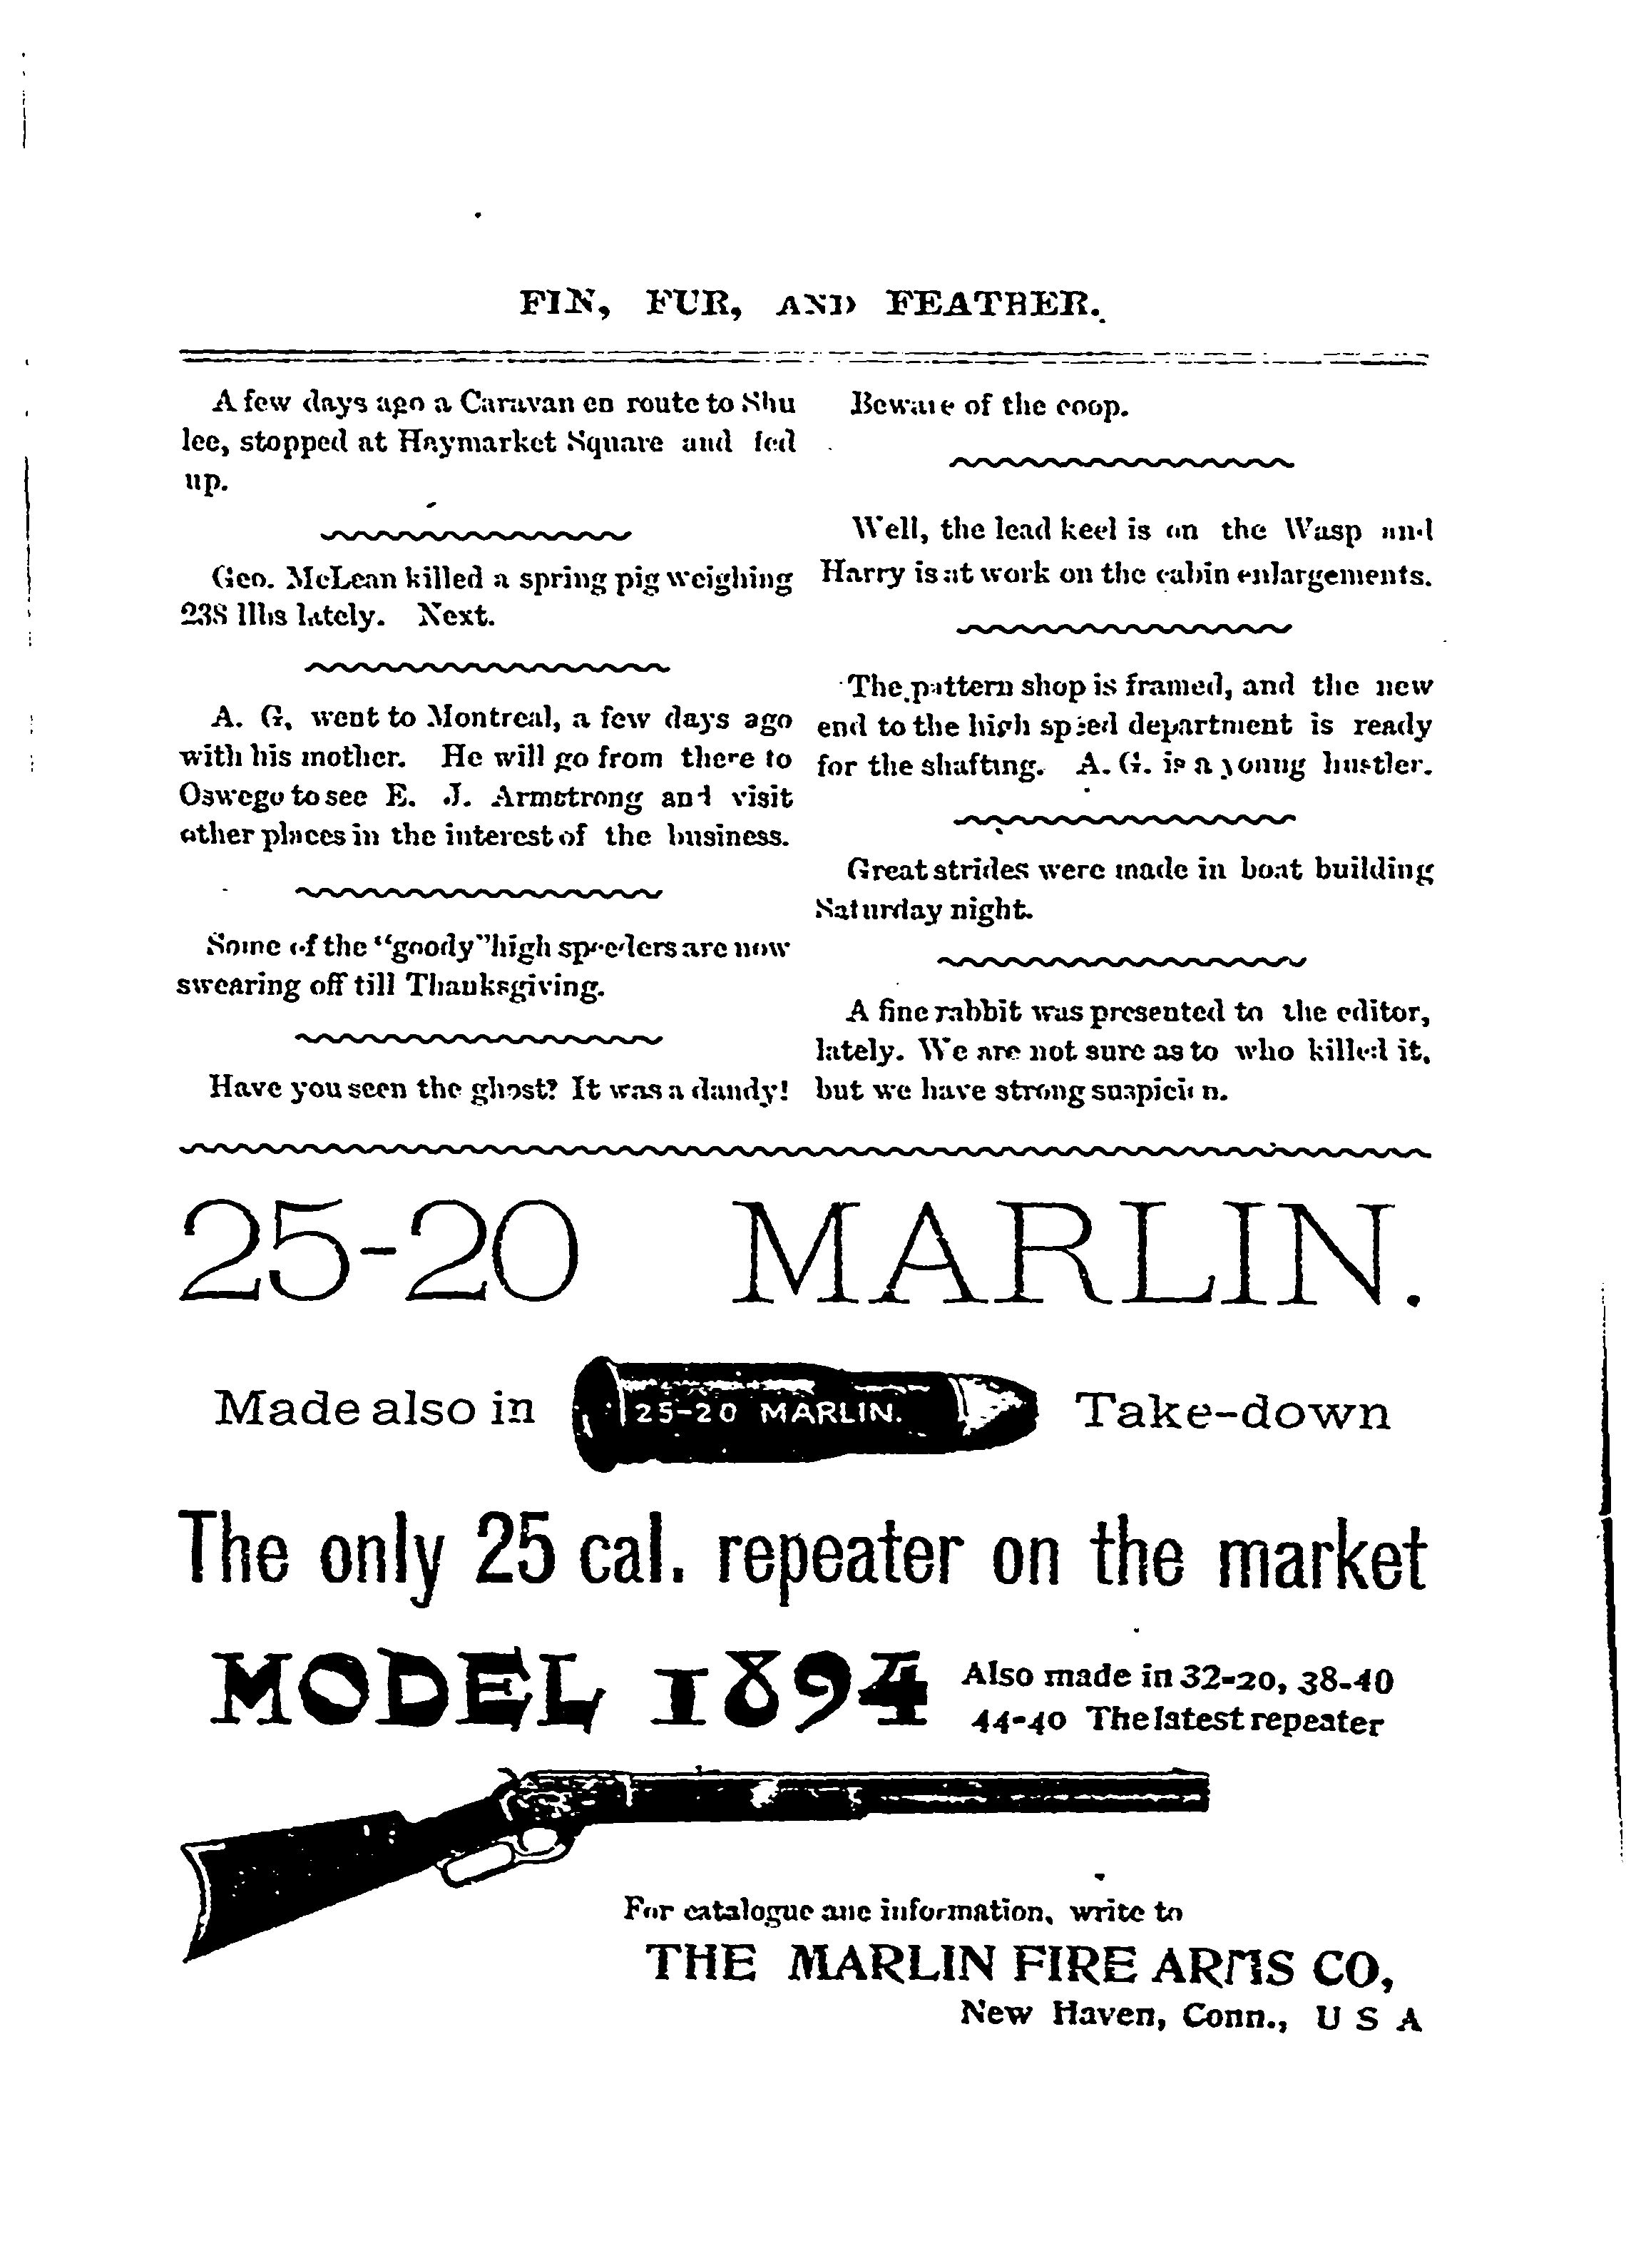 FIN, FUR, AND FEATHER.
A few days ago a Caravan en route to Shu
lee, stopped at Haymarket Square and fed
up.
Geo. McLean killed a spring pig weighing
238 lbs lately. Next.
A. G. went to Montreal, a few days ago
with his mother. He will go from there to
Oswego to see E. J. Armstrong and visit
other places in the interest of the business.
Some of the "goody" high speeders are now
swearing off till Thanksgiving.
Have you seen the ghost? It was a dandy!
Beware of the coop.
Well, the lead keel is on the Wasp and
Harry is at work on the cabin enlargements.
The pattern shop is framed, and the new
end to the high speed department is ready
for the shafting. A. G. is a young hustler.
Great strides were made in boat building
Saturday night.
A fine rabbit was presented to the editor,
lately. We are not sure as to who killed it,
but we have strong suspicion.
25-20 MARLIN.
Made also in
25-20 MARLIN.
Take-down
The only 25 cal. repeater on the market
MODEL 1894
Also made in 32-20, 38-40
44-40 The latest repeater
For catalogue anc information, write to
THE MARLIN FIRE ARMS CO,
New Haven, Conn., U S A